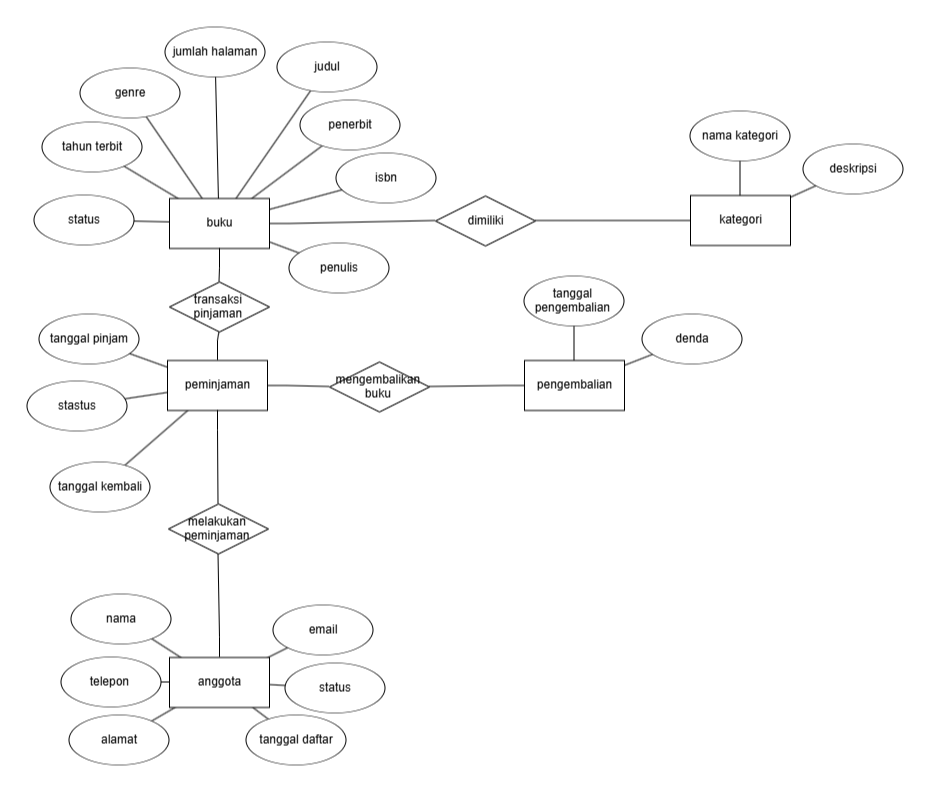 jumlah halaman
judul
genre
penerbit
nama kategori
tahun terbit
isbn
deskripsi
status
buku
dimiliki
kategori
penulis
transaksi
pinjaman
tanggal
pengembalian
tanggal pinjam
denda
peminjaman
mengembalikan
buku
pengembalian
stastus
tanggal kembali
melakukan
peminjaman
nama
email
telepon
anggota
status
alamat
tanggal daftar